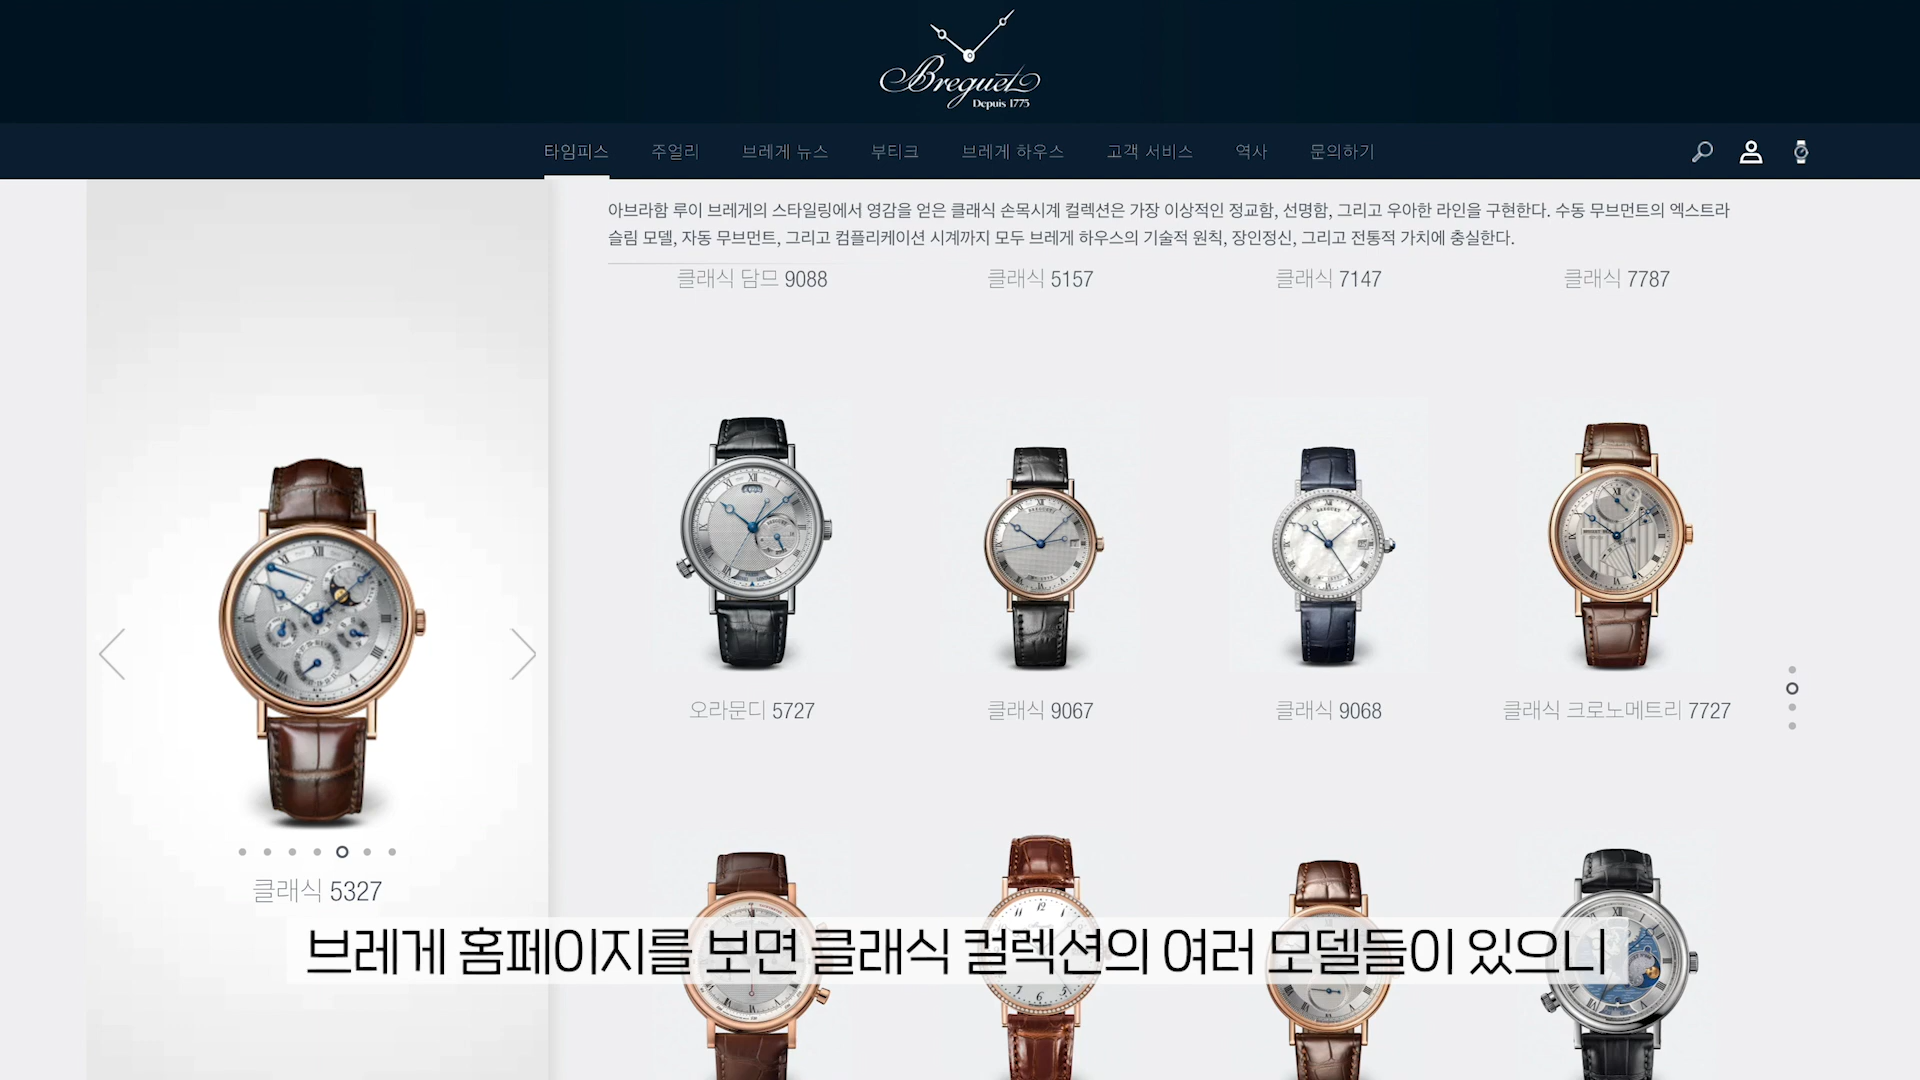 Breguet
Depuis 1775
타임피스 주얼리 브레게 뉴스 부티크 브레게 하우스 고객 서비스 역사 문의하기
아브라함 루이 브레게의 스타일링에서 영감을 얻은 클래식 손목시계 컬렉션은 가장 이상적인 정교함, 선명함, 그리고 우아한 라인을 구현한다. 수동 무브먼트의 엑스트라
슬림 모델, 자동 무브먼트, 그리고 컴플리케이션 시계까지 모두 브레게 하우스의 기술적 원칙, 장인정신, 그리고 전통적 가치에 충실한다.
클래식 담므 9088 클래식 5157 클래식 7147 클래식 7787
오라문디 5727 클래식 9067 클래식 9068 클래식 크로노메트리 7727
클래식 5327
브레게 홈페이지를 보면 클래식 컬렉션의 여러 모델들이 있으니